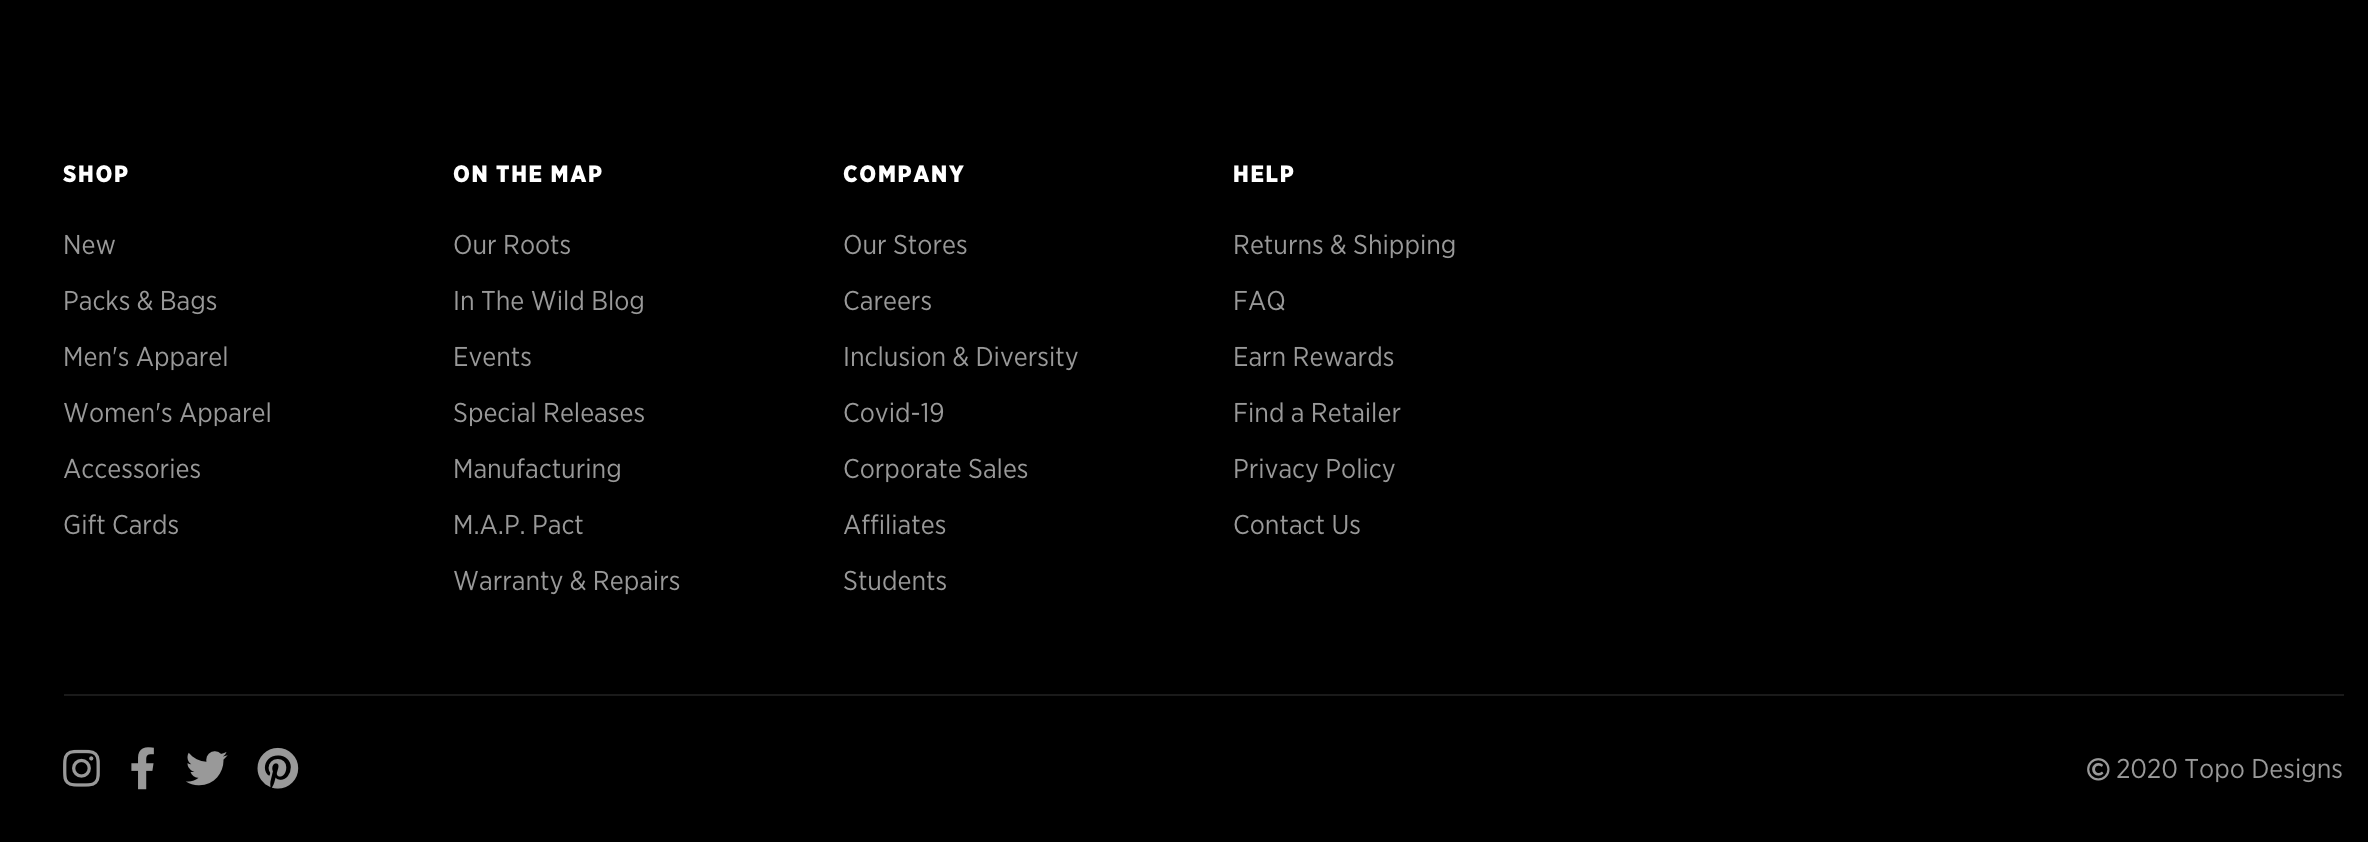 SHOP
New
Packs & Bags
Men's Apparel
Women's Apparel
Accessories
Gift Cards
ON THE MAP
Our Roots
In The Wild Blog
Events
Special Releases
Manufacturing
M.A.P. Pact
Warranty & Repairs
COMPANY
Our Stores
Careers
Inclusion & Diversity
Covid-19
Corporate Sales
Affiliates
Students
HELP
Returns & Shipping
FAQ
Earn Rewards
Find a Retailer
Privacy Policy
Contact Us
© 2020 Topo Designs